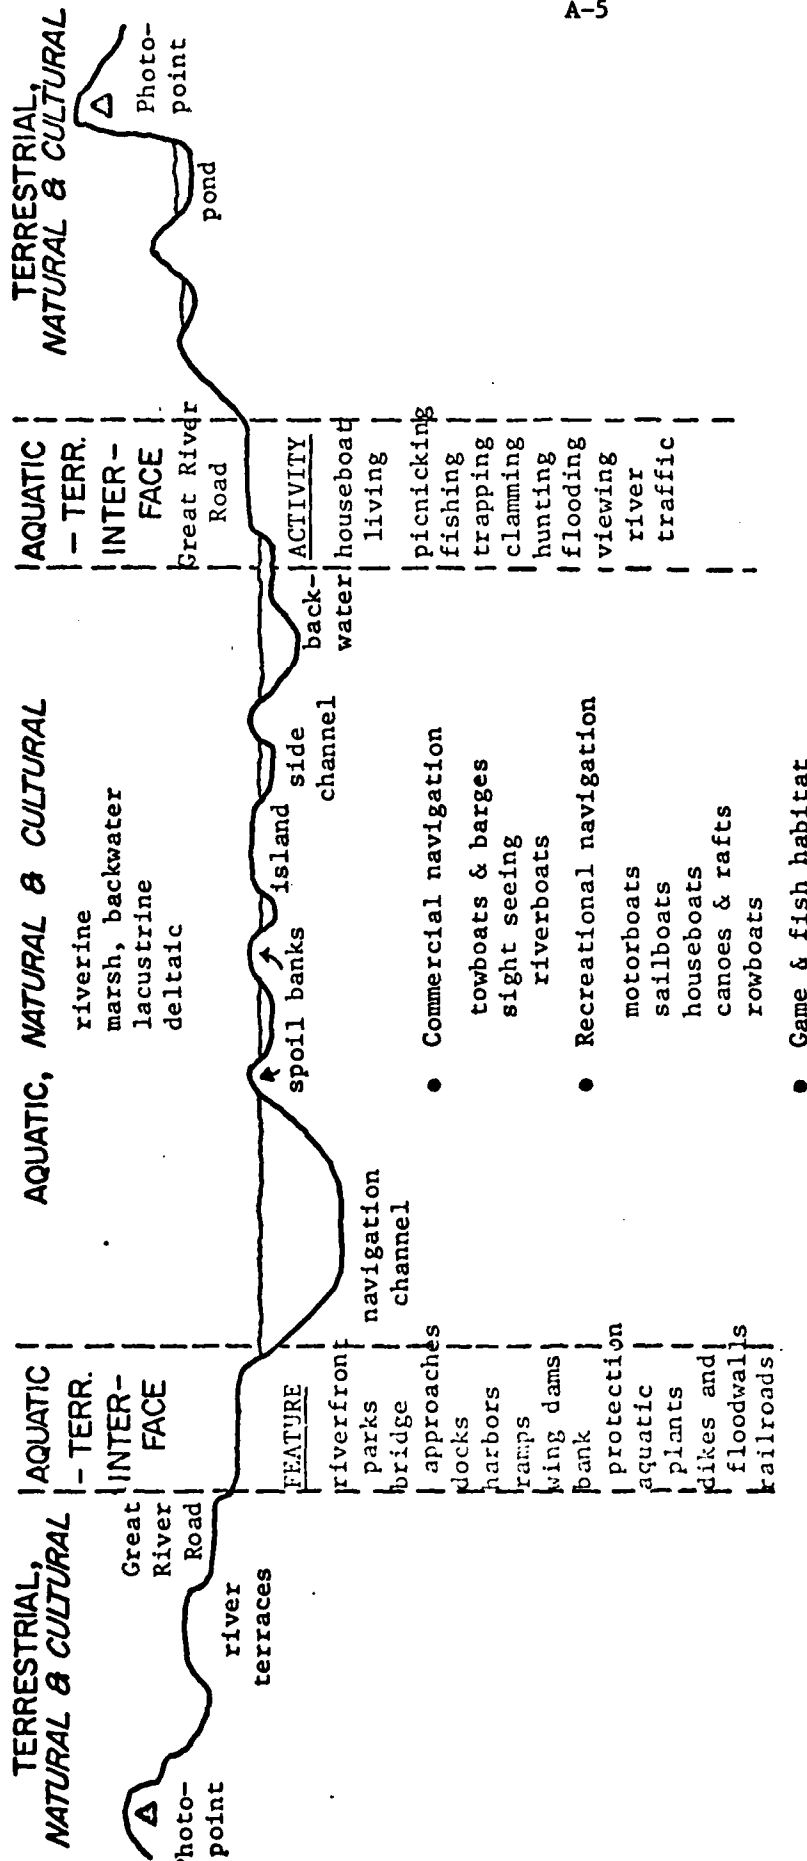 A-5
TERRESTRIAL,
NATURAL & CULTURAL
Photo-
point
river
terraces
Great
River
Road
AQUATIC
- TERR.
INTER-
FACE
FEATURE
riverfront
parks
bridge
approaches
docks
harbors
ramps
wing dams
bank
protection
aquatic
plants
dikes and
floodwalls
railroads
AQUATIC, NATURAL & CULTURAL
riverine
marsh, backwater
lacustrine
deltaic
navigation
channel
spoil banks
island
side
channel
back-
water
● Commercial navigation
towboats & barges
sight seeing
riverboats
● Recreational navigation
motorboats
sailboats
houseboats
canoes & rafts
rowboats
● Game & fish habitat
AQUATIC
- TERR.
INTER-
FACE
Great River
Road
ACTIVITY
houseboat
living
picnicking
fishing
trapping
clamming
hunting
flooding
viewing
river
traffic
TERRESTRIAL,
NATURAL & CULTURAL
pond
Photo-
point